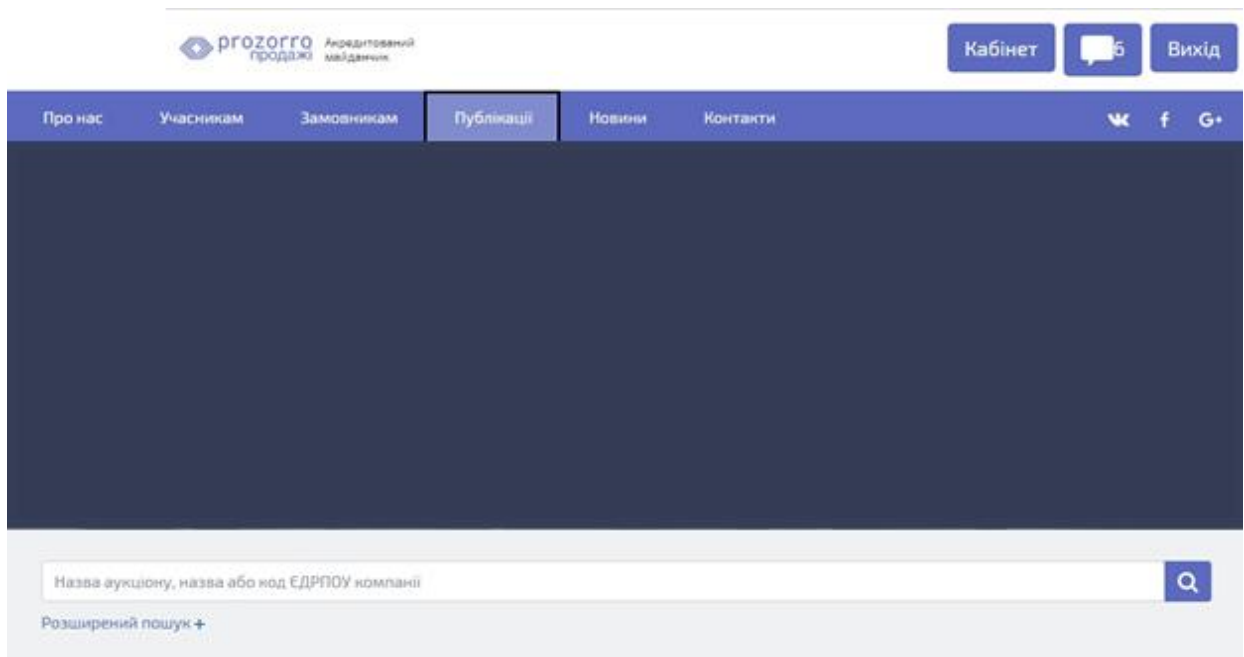 prozorro
продажі
Акредитований
майданчик
Кабінет
6
Вихід
Про нас
Учасникам
Замовникам
Публікації
Новини
Контакти
f
G+
Назва аукціону, назва або код ЄДРПОУ компанії
Розширений пошук +